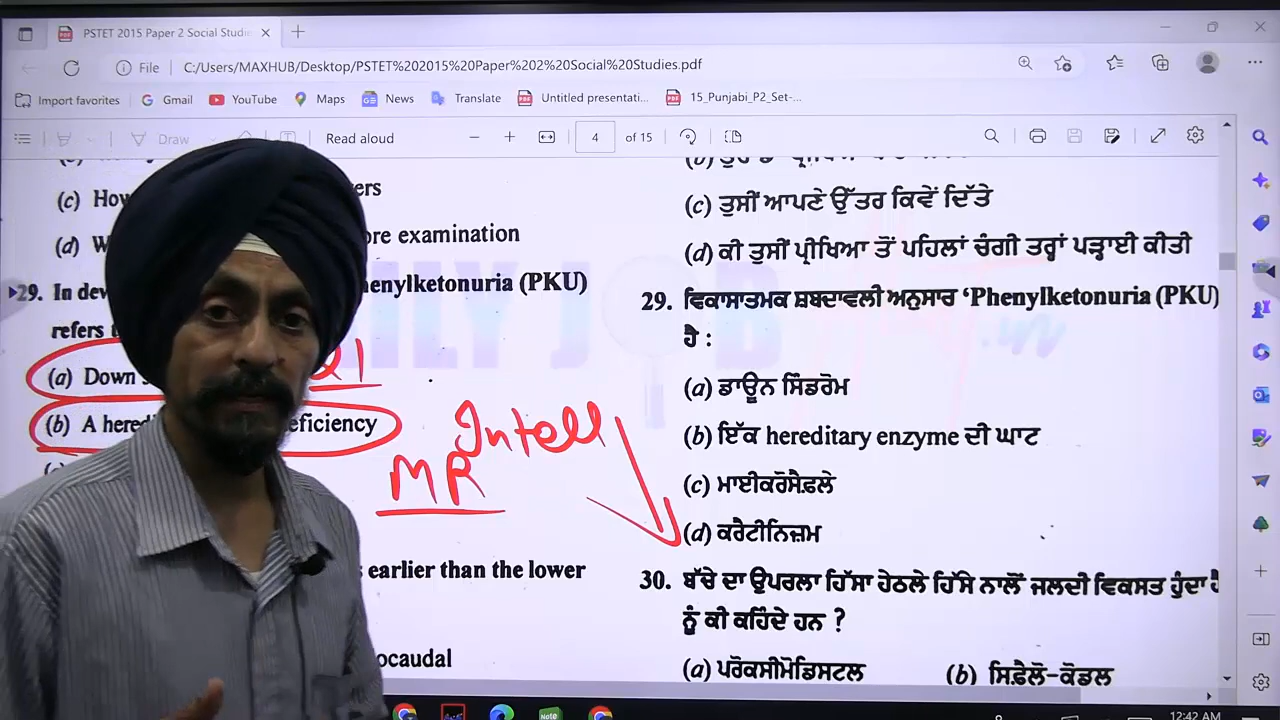 PSTET 2015 Paper 2 Social Studi
File
C:/Users/MAXHUB/Desktop/PSTET%202015%20Paper%202%20Social%20Studies.pdf
Import favorites
Gmail
YouTube
Maps
News
Translate
Untitled presentati...
15_Punjabi_P2_Set-...
Draw
Read aloud
4
of 15
(c) How
ers
(d) W
ore examination
29. In dev
henylketonuria (PKU)
refers
(a) Down
21
(b) A here
eficiency
Intell
MR
earlier than the lower
ocaudal
(c) ਤੁਸੀਂ ਆਪਣੇ ਉੱਤਰ ਕਿਵੇਂ ਦਿੱਤੇ
(d) ਕੀ ਤੁਸੀਂ ਪ੍ਰੀਖਿਆ ਤੋਂ ਪਹਿਲਾਂ ਚੰਗੀ ਤਰ੍ਹਾਂ ਪੜ੍ਹਾਈ ਕੀਤੀ
29. ਵਿਕਾਸਾਤਮਕ ਸ਼ਬਦਾਵਲੀ ਅਨੁਸਾਰ 'Phenylketonuria (PKU)
ਹੈ :
(a) ਡਾਊਨ ਸਿੰਡਰੋਮ
(b) ਇੱਕ hereditary enzyme ਦੀ ਘਾਟ
(c) ਮਾਈਕਰੋਸੈਫ਼ਲੇ
(d) ਕਰੈਟੀਨਿਜ਼ਮ
30. ਬੱਚੇ ਦਾ ਉਪਰਲਾ ਹਿੱਸਾ ਹੇਠਲੇ ਹਿੱਸੇ ਨਾਲੋਂ ਜਲਦੀ ਵਿਕਸਤ ਹੁੰਦਾ ਹੈ
ਨੂੰ ਕੀ ਕਹਿੰਦੇ ਹਨ ?
(a) ਪਰੋਕਸੀਮੋਡਿਸਟਲ
(b) ਸਿਫ਼ੈਲੋ-ਕੋਡਲ
12:42 AM